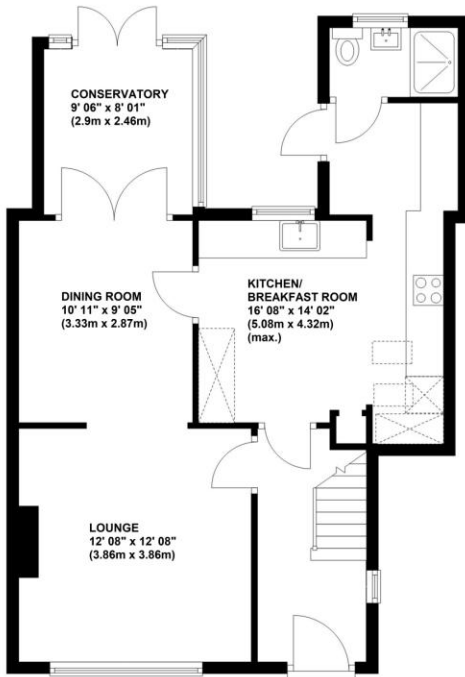 CONSERVATORY
9' 06" x 8' 01"
(2.9m x 2.46m)
DINING ROOM
10' 11" x 9' 05"
(3.33m x 2.87m)
KITCHEN/
BREAKFAST ROOM
16' 08" x 14' 02"
(5.08m x 4.32m)
(max.)
LOUNGE
12' 08" x 12' 08"
(3.86m x 3.86m)